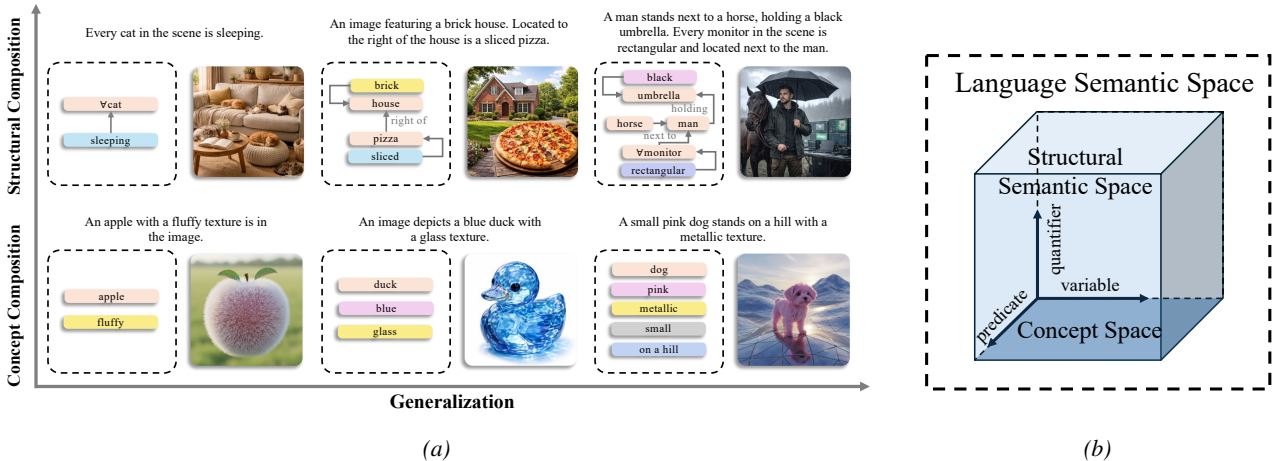 Structural Composition
Every cat in the scene is sleeping.
∀cat
sleeping
An image featuring a brick house. Located to
the right of the house is a sliced pizza.
brick
house
right of
pizza
sliced
A man stands next to a horse, holding a black
umbrella. Every monitor in the scene is
rectangular and located next to the man.
black
umbrella
holding
horse
man
next to
∀monitor
rectangular
Concept Composition
An apple with a fluffy texture is in
the image.
apple
fluffy
An image depicts a blue duck with
a glass texture.
duck
blue
glass
A small pink dog stands on a hill with a
metallic texture.
dog
pink
metallic
small
on a hill
Generalization
(a)
Language Semantic Space
Structural
Semantic Space
quantifier
variable
predicate
Concept Space
(b)